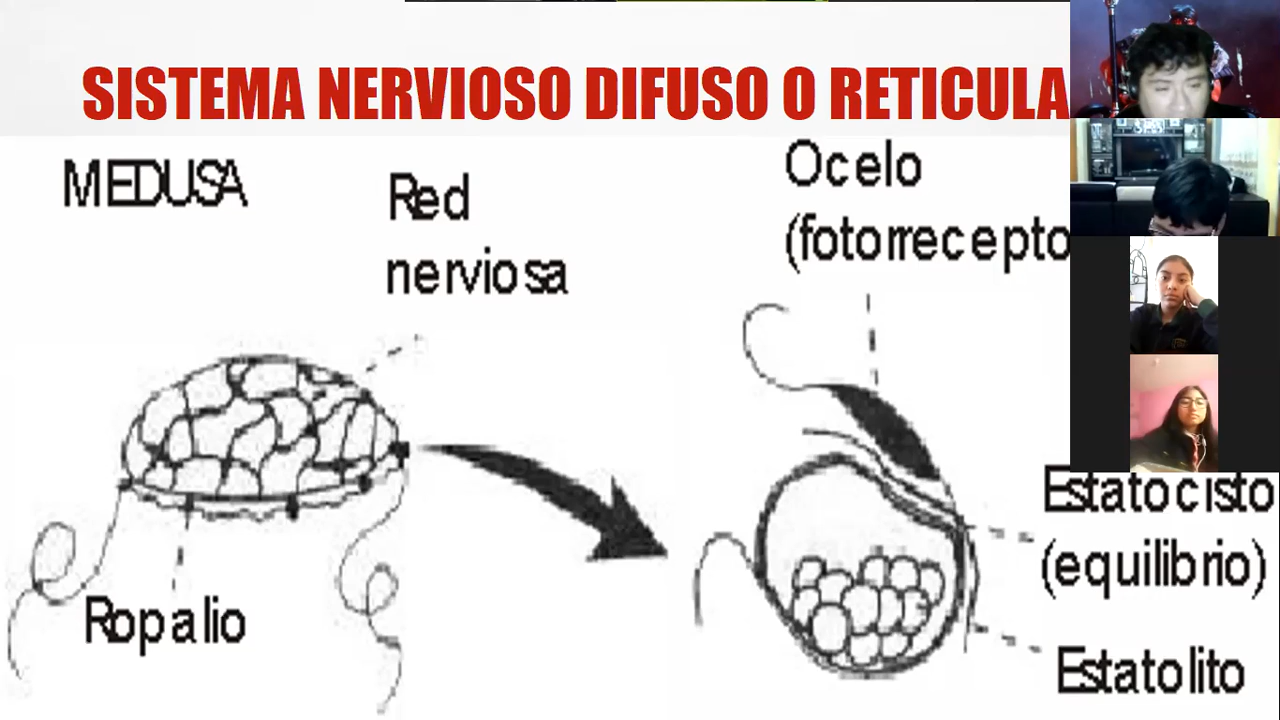 SISTEMA NERVIOSO DIFUSO O RETICULA
MEDUSA
Red
nerviosa
Ocelo
(fotorrecepto
Ropalio
Estatocisto
(equilibrio)
Estatolito